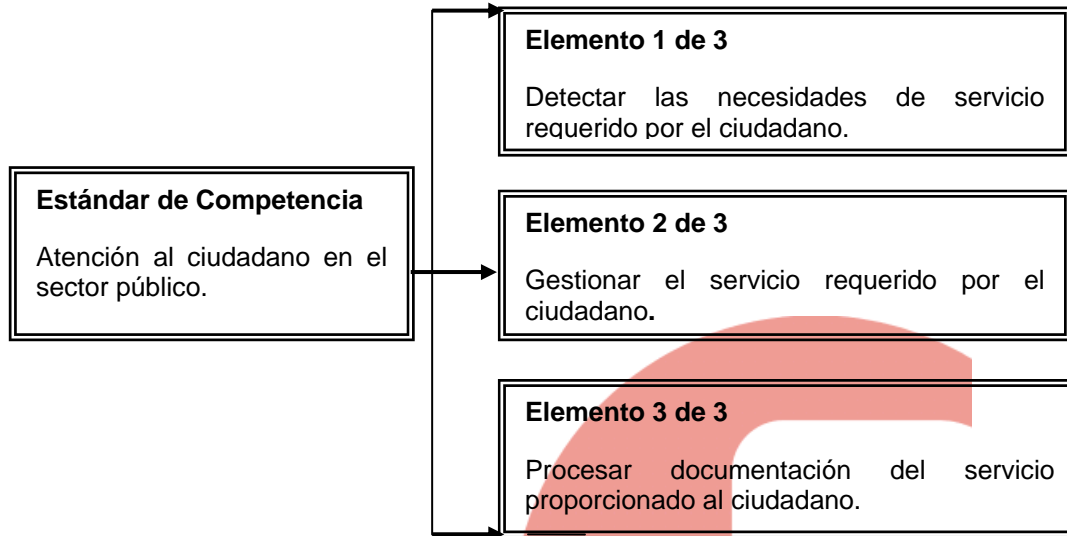 Estándar de Competencia
Atención al ciudadano en el
sector público.
Elemento 1 de 3
Detectar las necesidades de servicio
requerido por el ciudadano.
Elemento 2 de 3
Gestionar el servicio requerido por el
ciudadano.
Elemento 3 de 3
Procesar documentación del servicio
proporcionado al ciudadano.